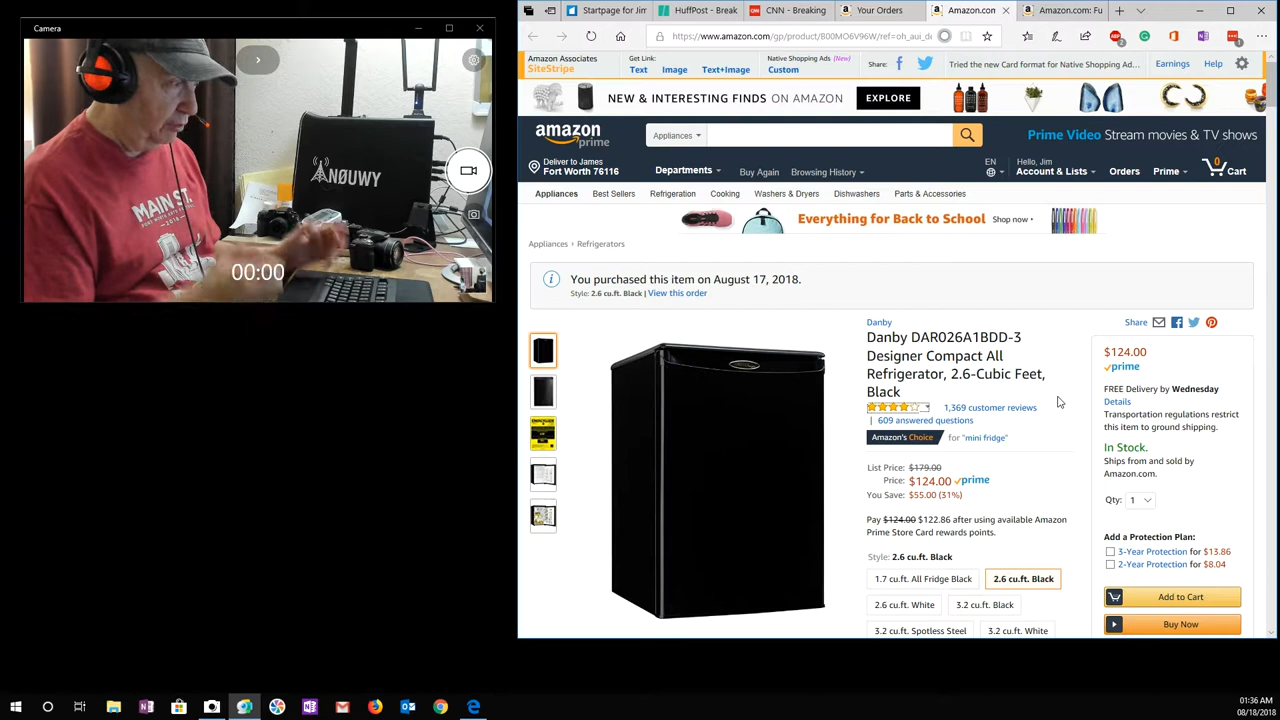 Camera
00:00
NØUWY
MAIN ST.
Startpage for Jim
HuffPost - Break
CNN - Breaking
Your Orders
Amazon.con
Amazon.com: Fu
https://www.amazon.com/gp/product/B00MO6V96W/ref=oh_aui_de
Amazon Associates
SiteStripe
Get Link:
Text
Image
Text+Image
Native Shopping Ads (New)
Custom
Share:
Tried the new Card format for Native Shopping Ad...
Earnings
Help
NEW & INTERESTING FINDS ON AMAZON
EXPLORE
amazon
prime
Appliances
Prime Video Stream movies & TV shows
Deliver to James
Fort Worth 76116
Departments
Buy Again
Browsing History
EN
Hello, Jim
Account & Lists
Orders
Prime
0
Cart
Appliances
Best Sellers
Refrigeration
Cooking
Washers & Dryers
Dishwashers
Parts & Accessories
Everything for Back to School Shop now ›
Appliances › Refrigerators
You purchased this item on August 17, 2018.
Style: 2.6 cu.ft. Black | View this order
Danby
Danby DAR026A1BDD-3
Designer Compact All
Refrigerator, 2.6-Cubic Feet,
Black
1,369 customer reviews
| 609 answered questions
Amazon's Choice for "mini fridge"
List Price: $179.00
Price: $124.00 prime
You Save: $55.00 (31%)
Pay $124.00 $122.86 after using available Amazon
Prime Store Card rewards points.
Style: 2.6 cu.ft. Black
1.7 cu.ft. All Fridge Black
2.6 cu.ft. Black
2.6 cu.ft. White
3.2 cu.ft. Black
3.2 cu.ft. Spotless Steel
3.2 cu.ft. White
Share
$124.00
prime
FREE Delivery by Wednesday
Details
Transportation regulations restrict
this item to ground shipping.
In Stock.
Ships from and sold by
Amazon.com.
Qty: 1
Add a Protection Plan:
3-Year Protection for $13.86
2-Year Protection for $8.04
Add to Cart
Buy Now
01:36 AM
08/18/2018